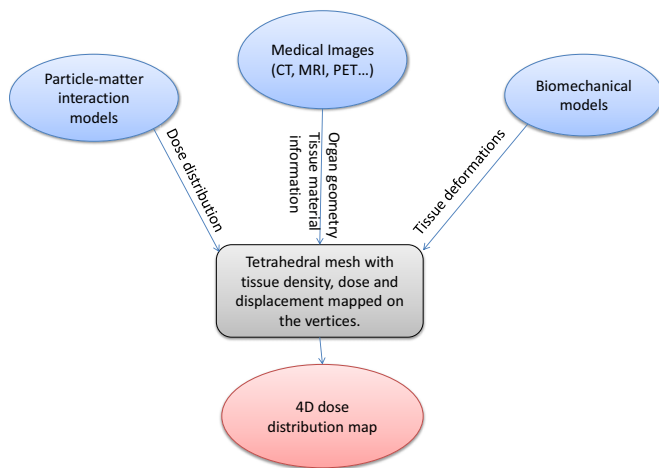 Medical Images
(CT, MRI, PET...)
Particle-matter
interaction
models
Biomechanical
models
Dose distribution
Organ geometry
Tissue material
information
Tissue deformations
Tetrahedral mesh with
tissue density, dose and
displacement mapped on
the vertices.
4D dose
distribution map